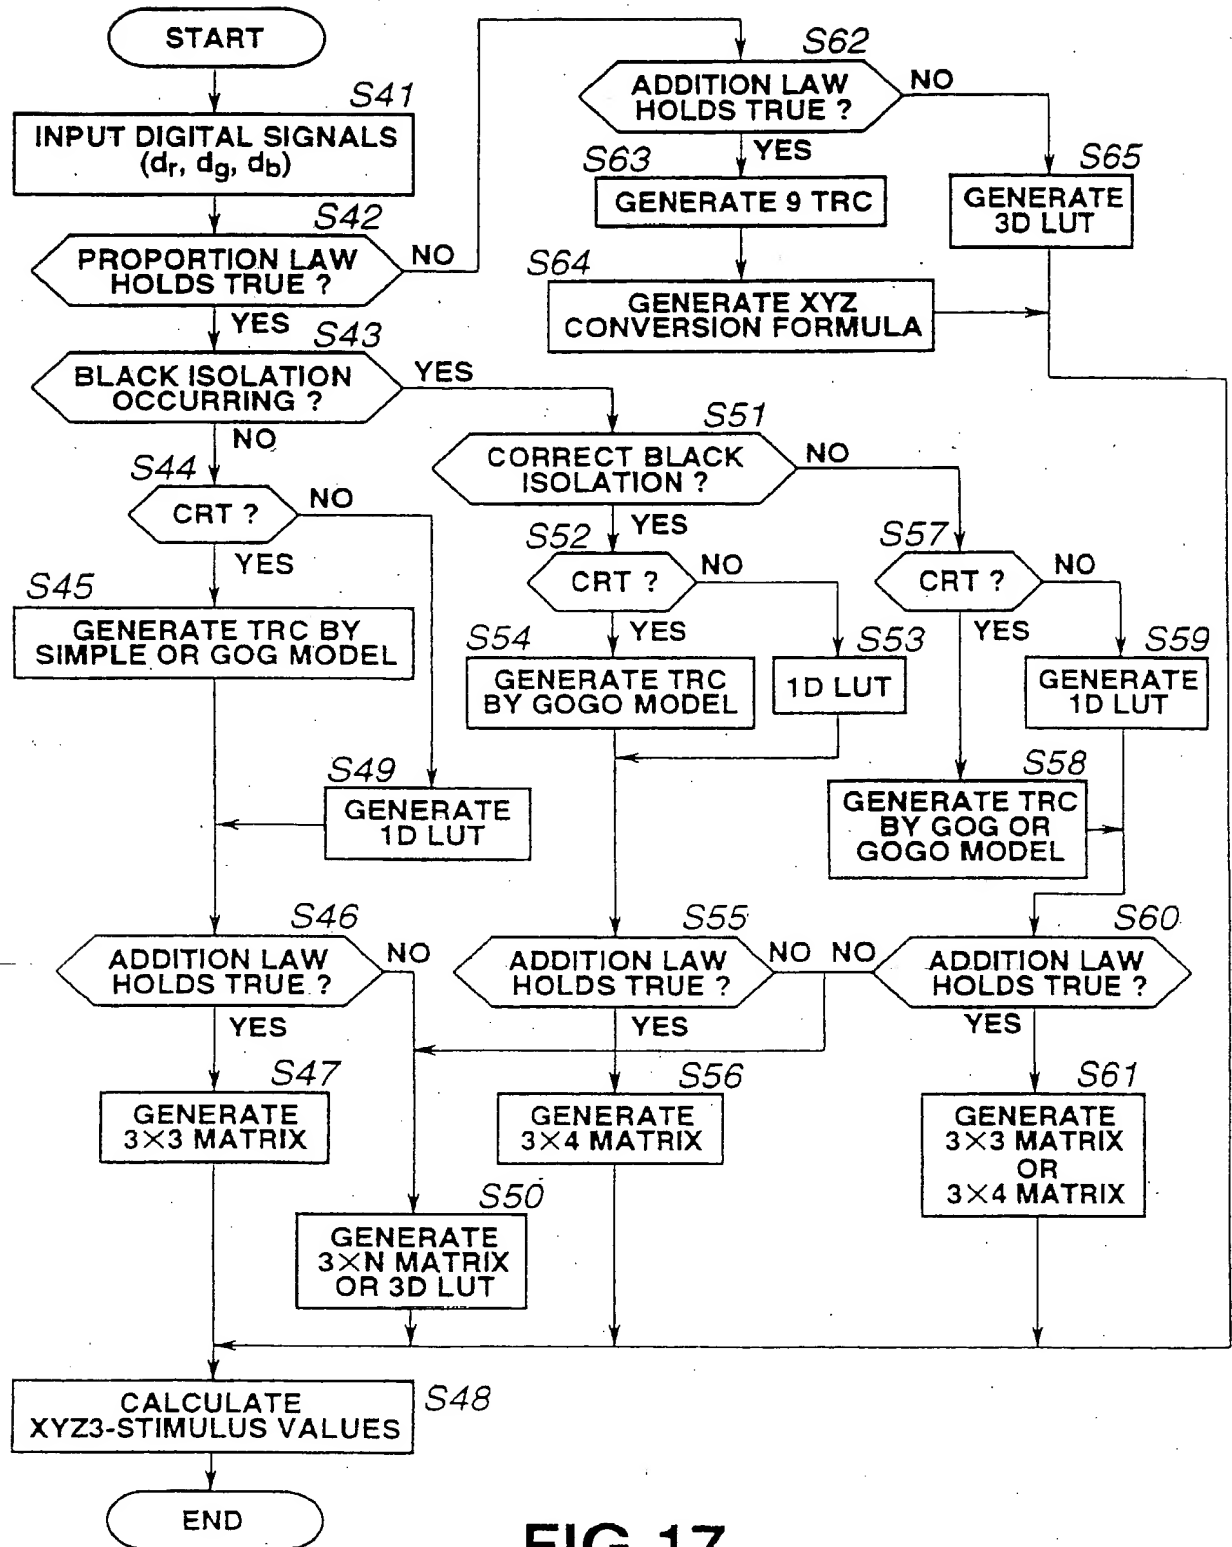 START
S41
INPUT DIGITAL SIGNALS
(dr, dg, db)
S42
PROPORTION LAW
HOLDS TRUE ?
NO
YES
S43
BLACK ISOLATION
OCCURRING ?
YES
NO
S44
CRT ?
NO
YES
S45
GENERATE TRC BY
SIMPLE OR GOG MODEL
S49
GENERATE
1D LUT
S46
ADDITION LAW
HOLDS TRUE ?
NO
YES
S47
GENERATE
3×3 MATRIX
S50
GENERATE
3×N MATRIX
OR 3D LUT
S48
CALCULATE
XYZ3-STIMULUS VALUES
END
S62
ADDITION LAW
HOLDS TRUE ?
NO
YES
S63
GENERATE 9 TRC
S64
GENERATE XYZ
CONVERSION FORMULA
S65
GENERATE
3D LUT
S51
CORRECT BLACK
ISOLATION ?
NO
YES
S52
CRT ?
NO
YES
S54
GENERATE TRC
BY GOGO MODEL
S53
1D LUT
S55
ADDITION LAW
HOLDS TRUE ?
NO
YES
S56
GENERATE
3×4 MATRIX
S57
CRT ?
NO
YES
S59
GENERATE
1D LUT
S58
GENERATE TRC
BY GOG OR
GOGO MODEL
S60
NO
ADDITION LAW
HOLDS TRUE ?
YES
S61
GENERATE
3×3 MATRIX
OR
3×4 MATRIX
FIG.17